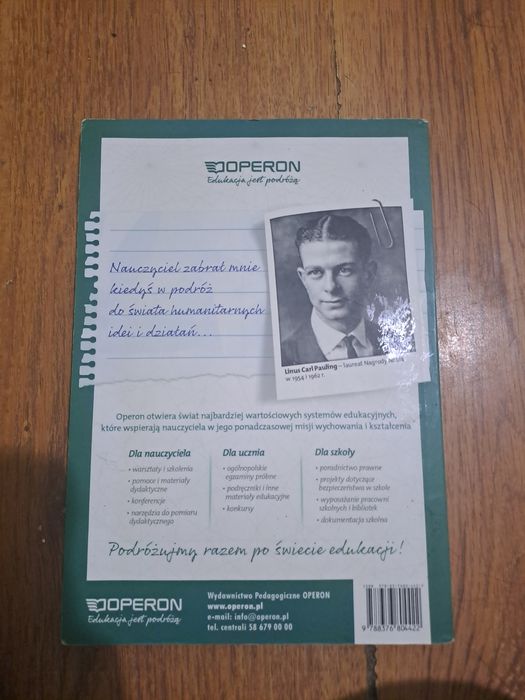 OPERON
Edukacja jest podróżą
Nauczyciel zabrał mnie
kiedyś w podróż
do świata humanitarnych
idei i działań...
Linus Carl Pauling – laureat Nagrody Nobla
w 1954 i 1962 r.
Operon otwiera świat najbardziej wartościowych systemów edukacyjnych,
które wspierają nauczyciela w jego ponadczasowej misji wychowania i kształcenia
Dla nauczyciela
• warsztaty i szkolenia
• pomoce i materiały
dydaktyczne
• konferencje
• narzędzia do pomiaru
dydaktycznego
Dla ucznia
• ogólnopolskie
egzaminy próbne
• podręczniki i inne
materiały edukacyjne
• konkursy
Dla szkoły
• poradnictwo prawne
• projekty dotyczące
bezpieczeństwa w szkole
• wyposażanie pracowni
szkolnych i bibliotek
• dokumentacja szkolna
Podróżujmy razem po świecie edukacji!
OPERON
Edukacja jest podróżą
Wydawnictwo Pedagogiczne OPERON
www.operon.pl
e-mail: info@operon.pl
tel. centrali 58 679 00 00
9 788376 804422